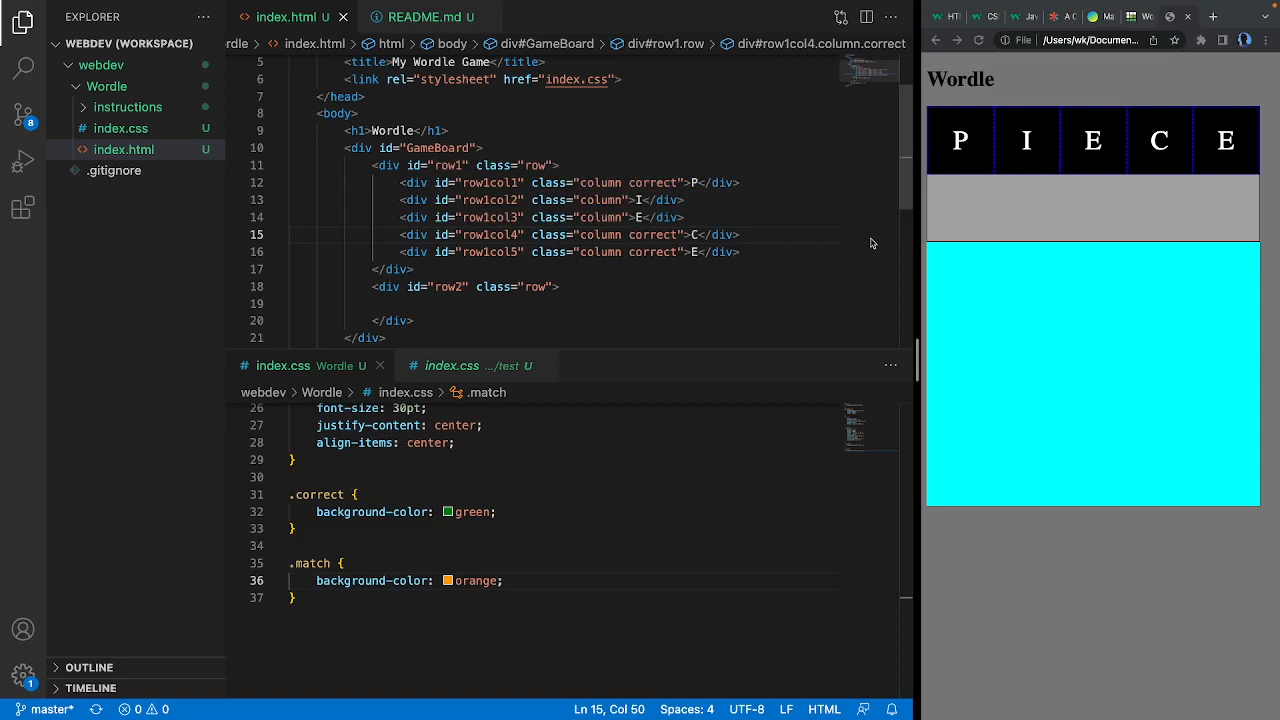 EXPLORER
WEBDEV (WORKSPACE)
webdev
Wordle
instructions
index.css U
index.html U
.gitignore
OUTLINE
TIMELINE
index.html U
README.md U
rdle > index.html > html > body > div#GameBoard > div#row1.row > div#row1col4.column.correct
5 <title>My Wordle Game</title>
6 <link rel="stylesheet" href="index.css">
7 </head>
8 <body>
9 <h1>Wordle</h1>
10 <div id="GameBoard">
11 <div id="row1" class="row">
12 <div id="row1col1" class="column correct">P</div>
13 <div id="row1col2" class="column">I</div>
14 <div id="row1col3" class="column">E</div>
15 <div id="row1col4" class="column correct">C</div>
16 <div id="row1col5" class="column correct">E</div>
17 </div>
18 <div id="row2" class="row">
19
20 </div>
21 </div>
index.css Wordle U
index.css .../test U
webdev > Wordle > index.css > .match
26 font-size: 30pt;
27 justify-content: center;
28 align-items: center;
29 }
30
31 .correct {
32 background-color: green;
33 }
34
35 .match {
36 background-color: orange;
37 }
8
1
master*
0 0
Ln 15, Col 50
Spaces: 4
UTF-8
LF
HTML
HTI
CS
Jav
A C
Ma
Wo
File | /Users/wk/Documen...
Wordle
P I E C E